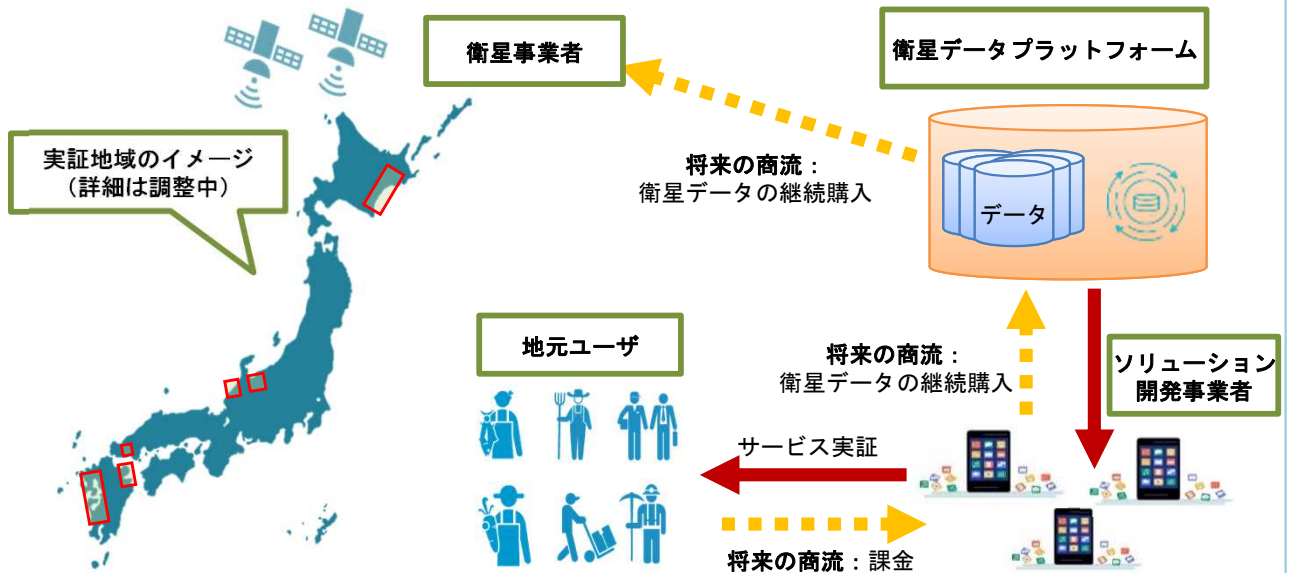 衛星事業者
衛星データプラットフォーム
実証地域のイメージ
（詳細は調整中）
将来の商流：
衛星データの継続購入
データ
地元ユーザ
将来の商流：
衛星データの継続購入
ソリューション
開発事業者
サービス実証
将来の商流：課金